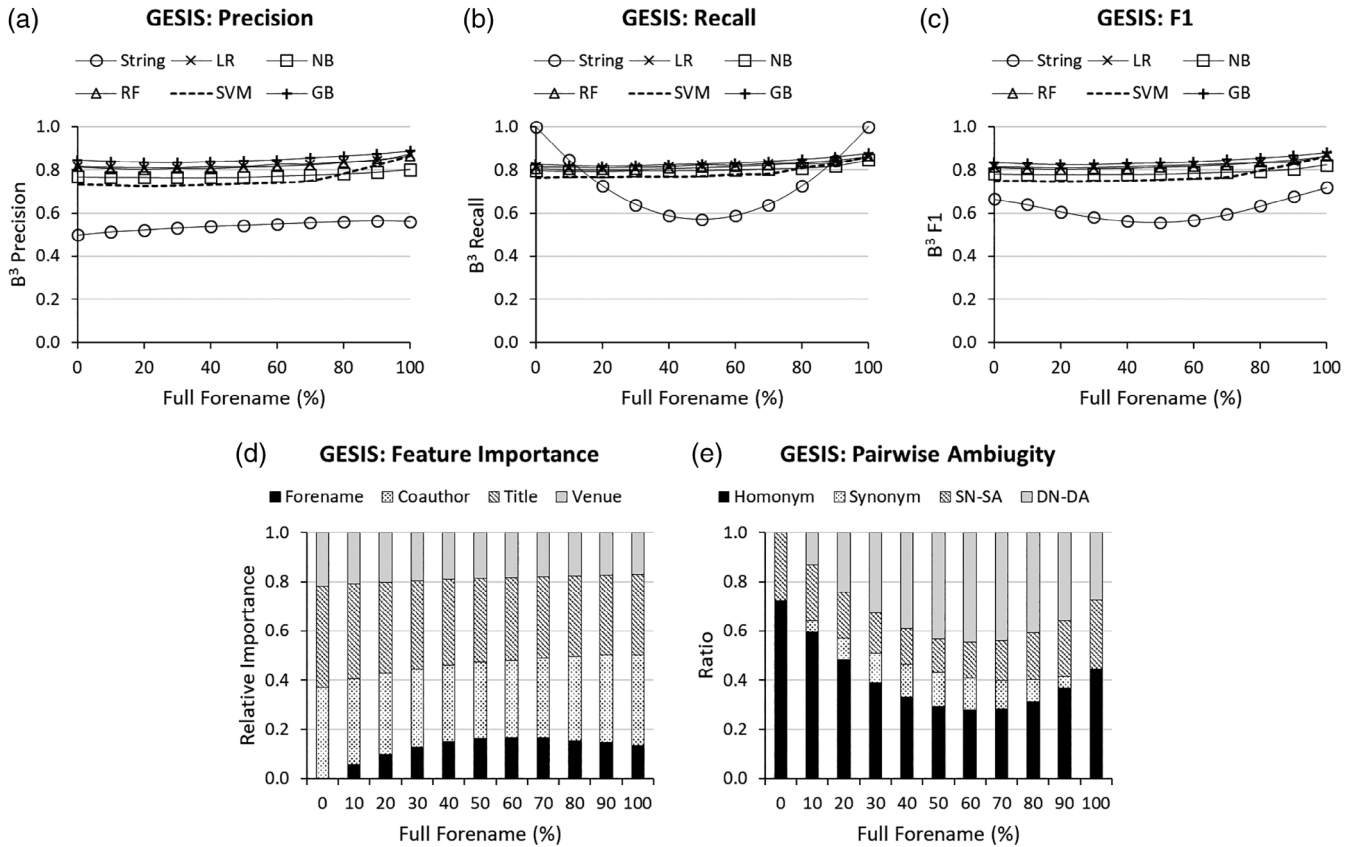 (a) GESIS: Precision
String LR NB
RF SVM GB
B³ Precision
1.0
0.8
0.6
0.4
0.2
0.0
0 20 40 60 80 100
Full Forename (%)
(b) GESIS: Recall
String LR NB
RF SVM GB
B³ Recall
1.0
0.8
0.6
0.4
0.2
0.0
0 20 40 60 80 100
Full Forename (%)
(c) GESIS: F1
String LR NB
RF SVM GB
B³ F1
1.0
0.8
0.6
0.4
0.2
0.0
0 20 40 60 80 100
Full Forename (%)
(d) GESIS: Feature Importance
Forename Coauthor Title Venue
Relative Importance
1.0
0.8
0.6
0.4
0.2
0.0
0 10 20 30 40 50 60 70 80 90 100
Full Forename (%)
(e) GESIS: Pairwise Ambiugity
Homonym Synonym SN-SA DN-DA
Ratio
1.0
0.8
0.6
0.4
0.2
0.0
0 10 20 30 40 50 60 70 80 90 100
Full Forename (%)